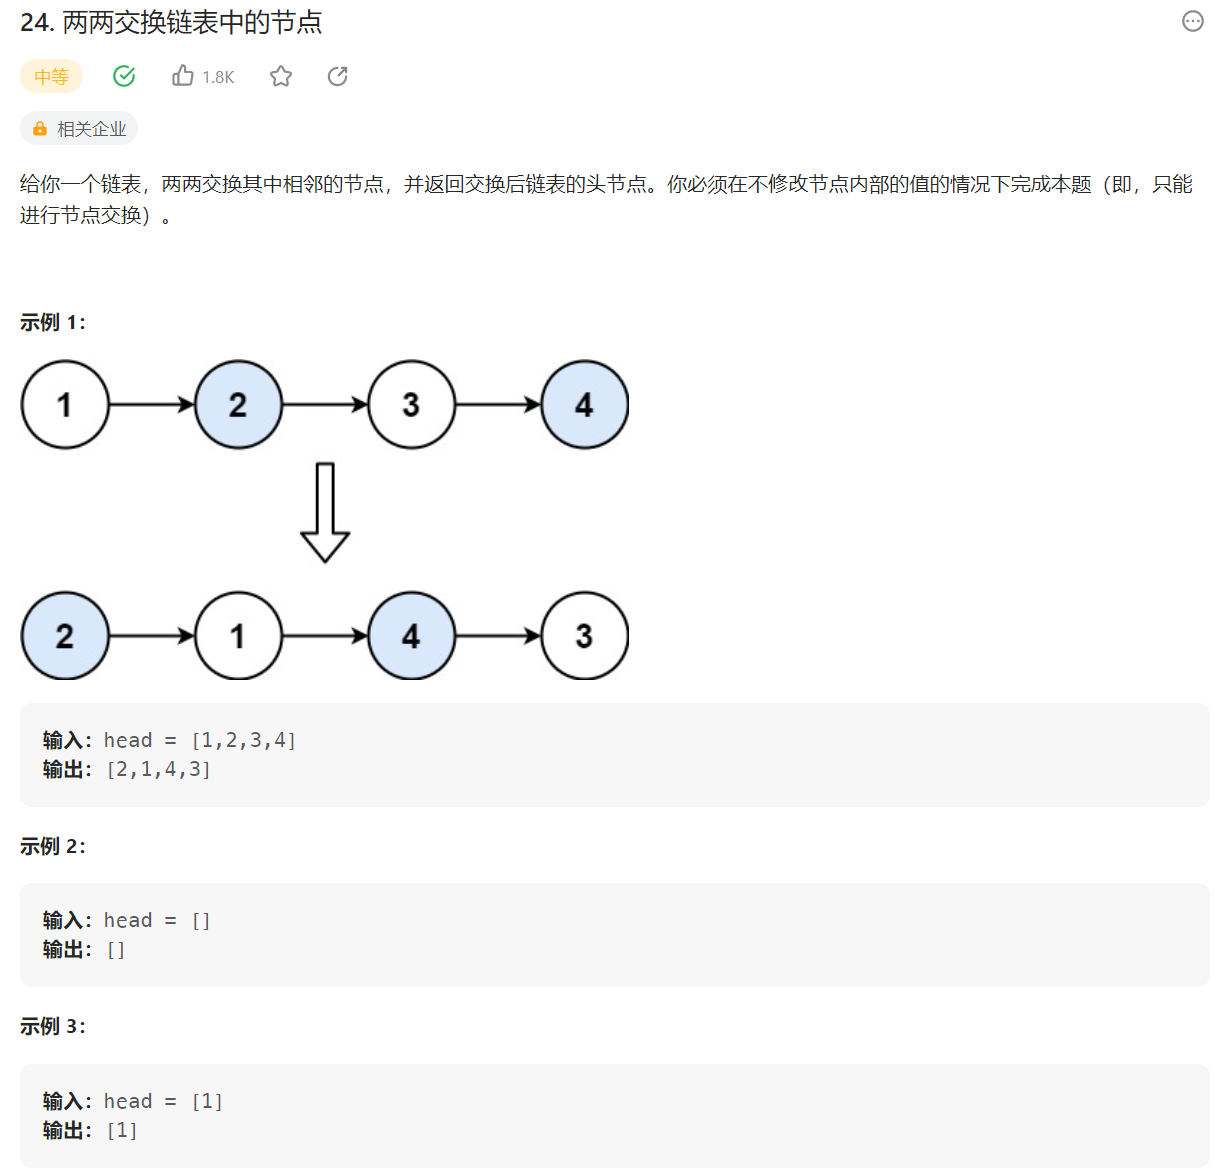 24. 两两交换链表中的节点
中等 1.8K
相关企业
给你一个链表，两两交换其中相邻的节点，并返回交换后链表的头节点。你必须在不修改节点内部的值的情况下完成本题（即，只能
进行节点交换）。
示例 1：
1 2 3 4
2 1 4 3
输入：head = [1,2,3,4]
输出：[2,1,4,3]
示例 2：
输入：head = []
输出：[]
示例 3：
输入：head = [1]
输出：[1]